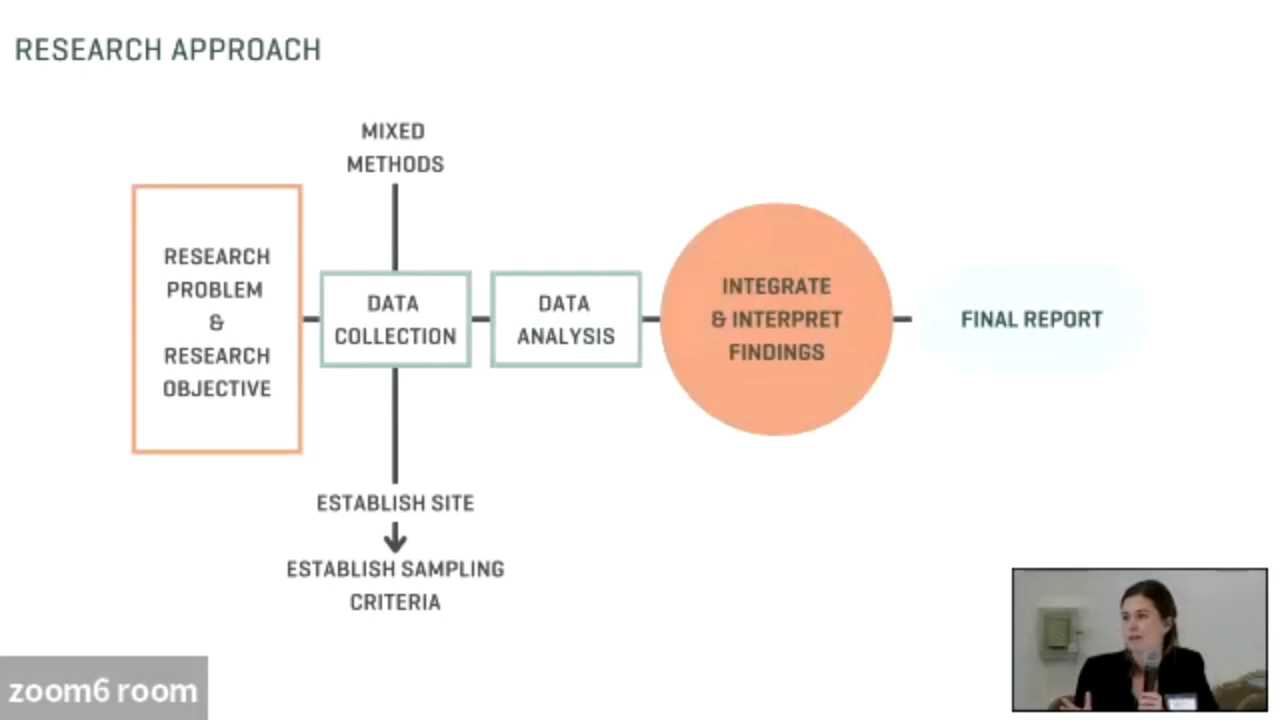 RESEARCH APPROACH
MIXED
METHODS
RESEARCH
PROBLEM
&
RESEARCH
OBJECTIVE
DATA
COLLECTION
DATA
ANALYSIS
INTEGRATE
& INTERPRET
FINDINGS
FINAL REPORT
ESTABLISH SITE
ESTABLISH SAMPLING
CRITERIA
zoom6 room